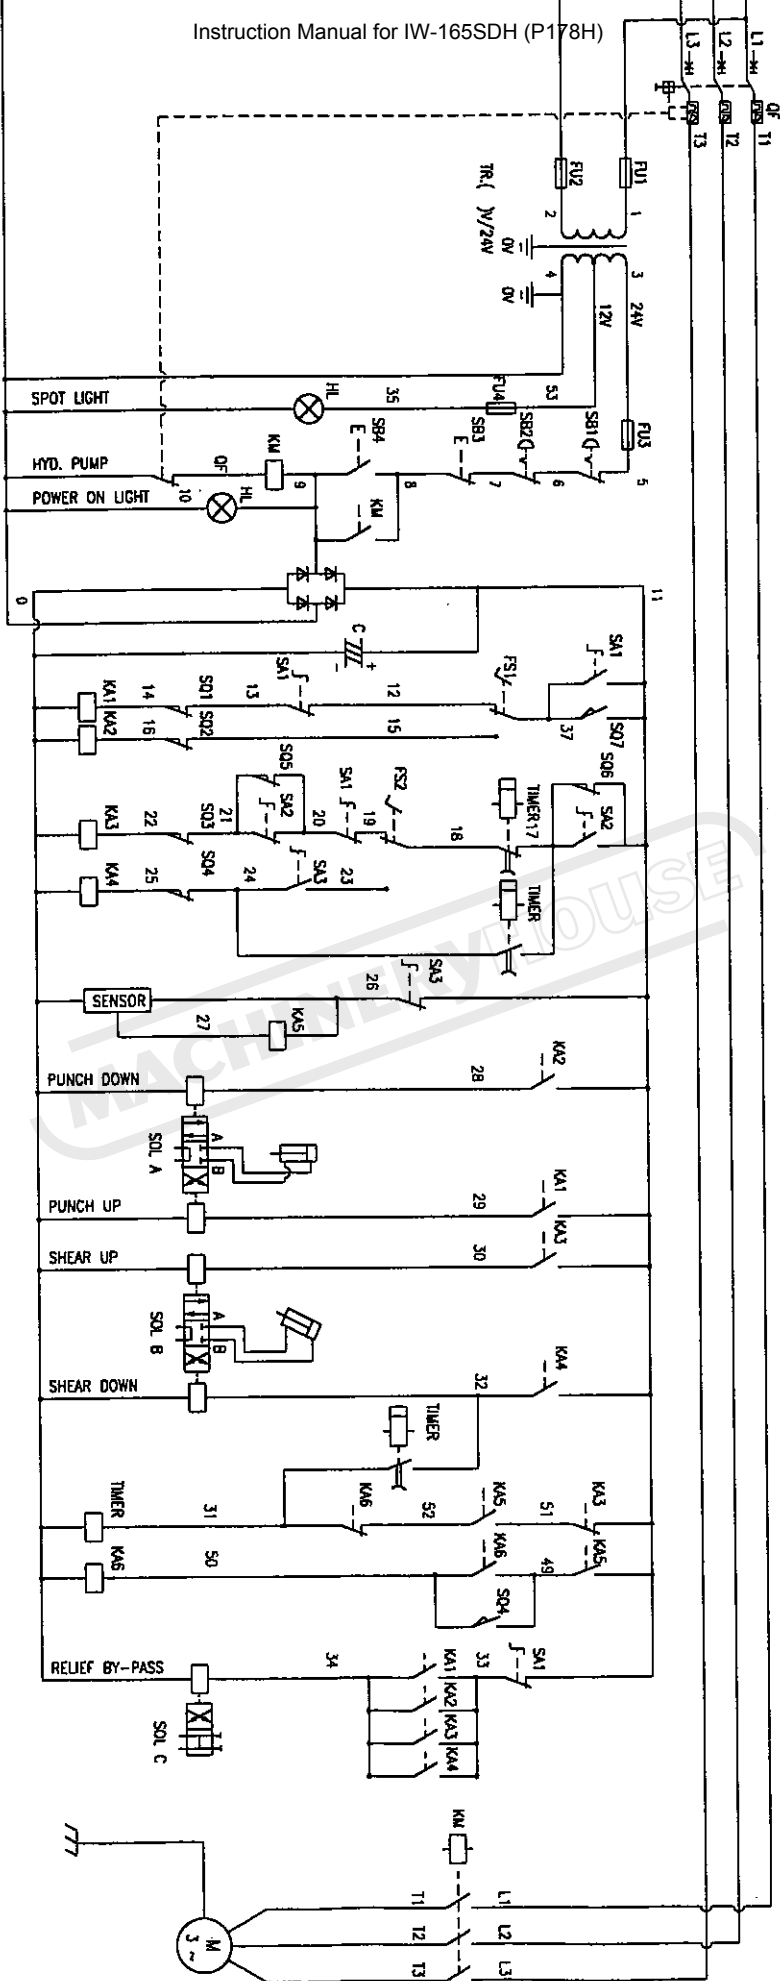 Instruction Manual for IW-165SDH (P178H)
L3
L2
L1
QF
T3
T2
T1
FU2
FU1
TR.(   )V/24V
2
1
0V
4
3
0V
12V
24V
SPOT LIGHT
HL
35
FU4
53
FU3
HYD. PUMP
10
QF
KM
9
SB4
8
SB3
7
SB2
6
SB1
5
POWER ON LIGHT
HL
KM
0
11
C
-
+
KA1
14
SQ1
13
SA1
12
FS1
SA1
37
SQ7
KA2
16
SQ2
15
KA3
22
SQ3
21
SQ5
SA2
20
SA1
19
FS2
18
TIMER
17
SQ6
SA2
KA4
25
SQ4
24
SA3
23
TIMER
MACHINERYHOUSE
SENSOR
27
KA5
26
SA3
PUNCH DOWN
28
KA2
SOL A
A
B
PUNCH UP
29
KA1
SHEAR UP
30
KA3
SOL B
A
B
SHEAR DOWN
32
KA4
TIMER
TIMER
31
KA6
52
KA5
51
KA3
KA6
50
KA6
49
KA5
SQ4
RELIEF BY-PASS
34
KA1
33
SA1
KA2
KA3
KA4
SOL C
KM
T1
L1
T2
L2
T3
L3
M
3 ~